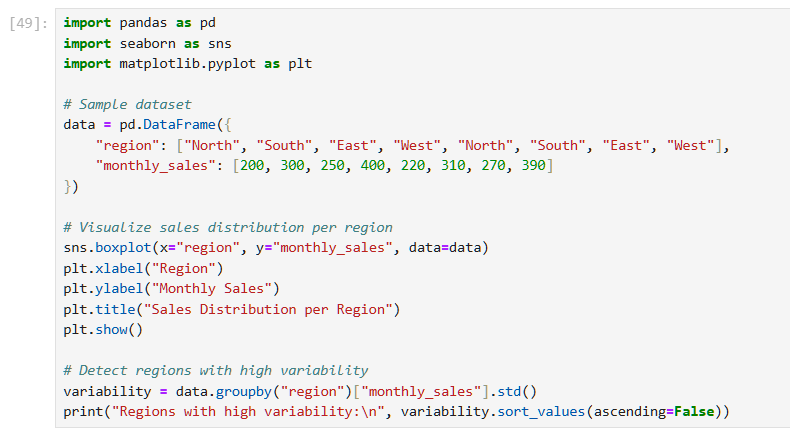 [49]:
import pandas as pd
import seaborn as sns
import matplotlib.pyplot as plt
# Sample dataset
data = pd.DataFrame({
    "region": ["North", "South", "East", "West", "North", "South", "East", "West"],
    "monthly_sales": [200, 300, 250, 400, 220, 310, 270, 390]
})
# Visualize sales distribution per region
sns.boxplot(x="region", y="monthly_sales", data=data)
plt.xlabel("Region")
plt.ylabel("Monthly Sales")
plt.title("Sales Distribution per Region")
plt.show()
# Detect regions with high variability
variability = data.groupby("region")["monthly_sales"].std()
print("Regions with high variability:\n", variability.sort_values(ascending=False))